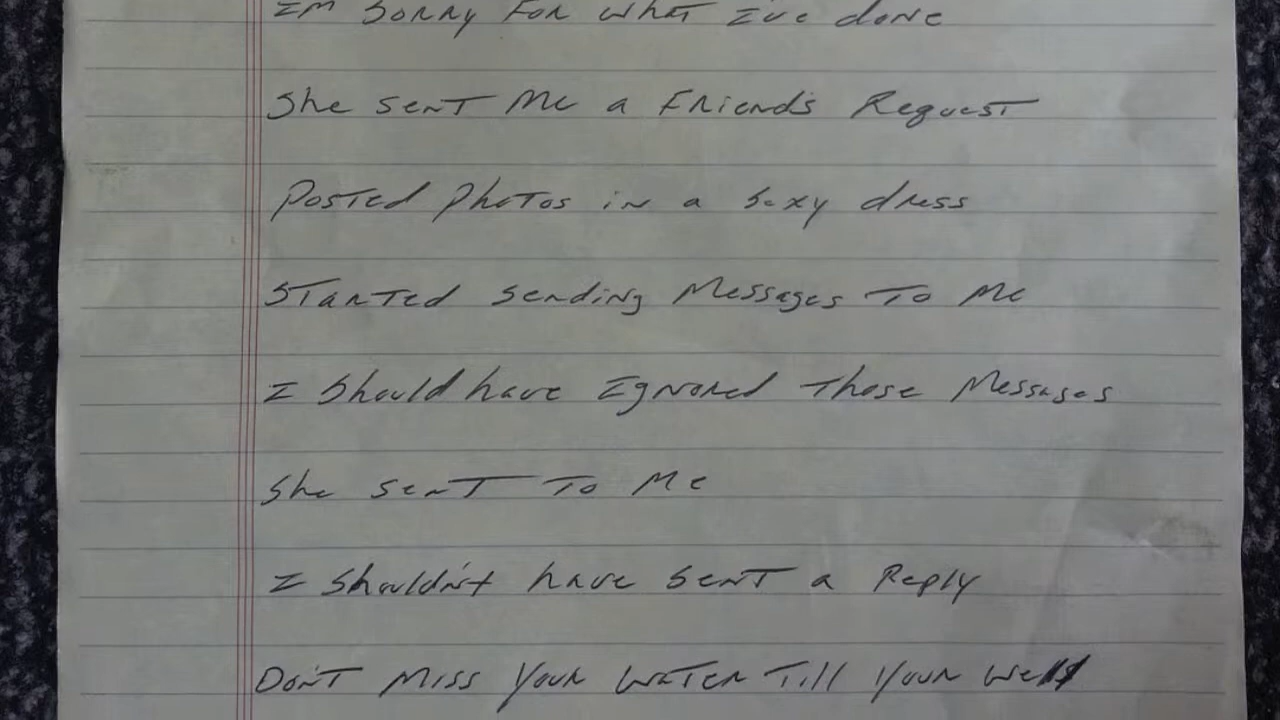 I'm Sorry For what I've done
She sent Me a Friend's Request
Posted Photos in a Sexy dress
Started sending Messages To Me
I Should have Ignored those Messages
She sent To Me
I Shouldn't have sent a Reply
Don't Miss Your Water Till Your Well